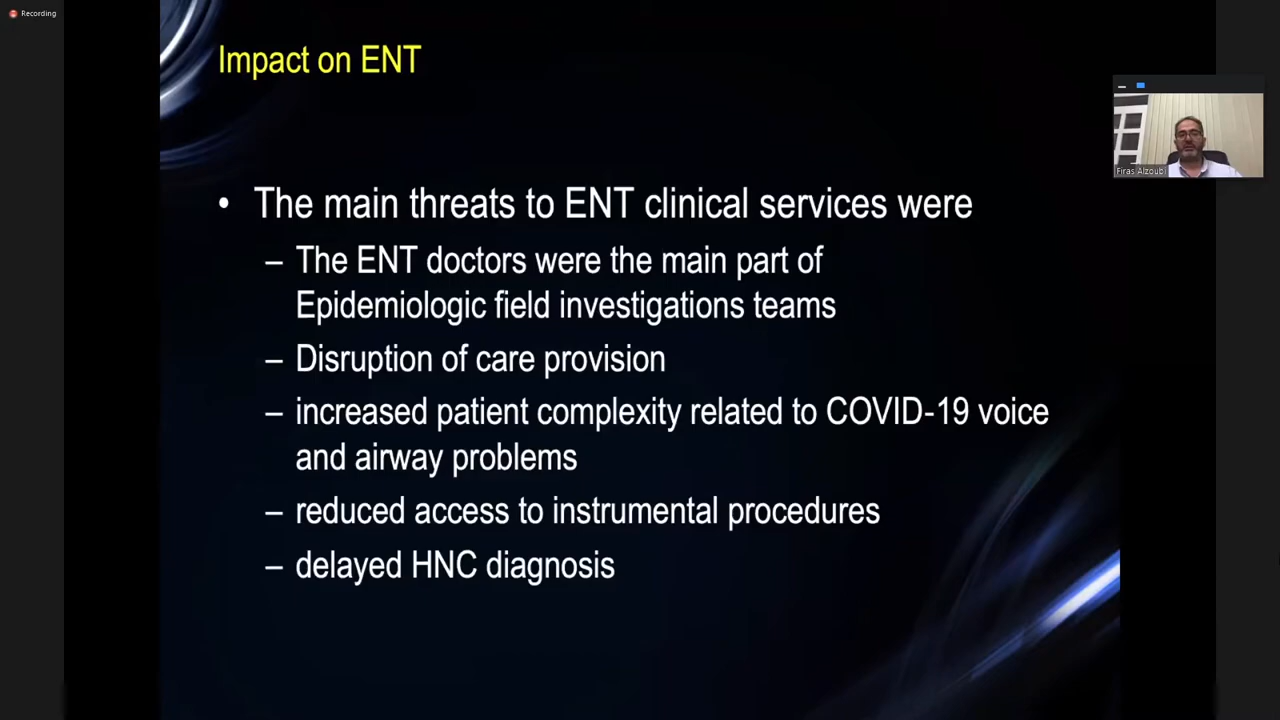 Recording
Impact on ENT
• The main threats to ENT clinical services were
– The ENT doctors were the main part of
Epidemiologic field investigations teams
– Disruption of care provision
– increased patient complexity related to COVID-19 voice
and airway problems
– reduced access to instrumental procedures
– delayed HNC diagnosis
Firas Alzoubi